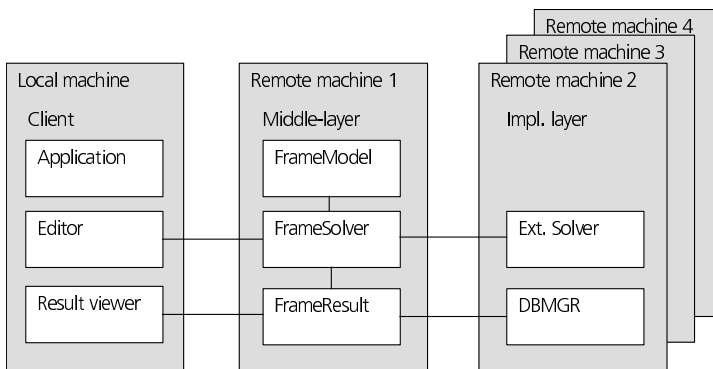 Remote machine 4
Remote machine 3
Local machine
Remote machine 1
Remote machine 2
Client
Middle-layer
Impl. layer
Application
FrameModel
Editor
FrameSolver
Ext. Solver
Result viewer
FrameResult
DBMGR